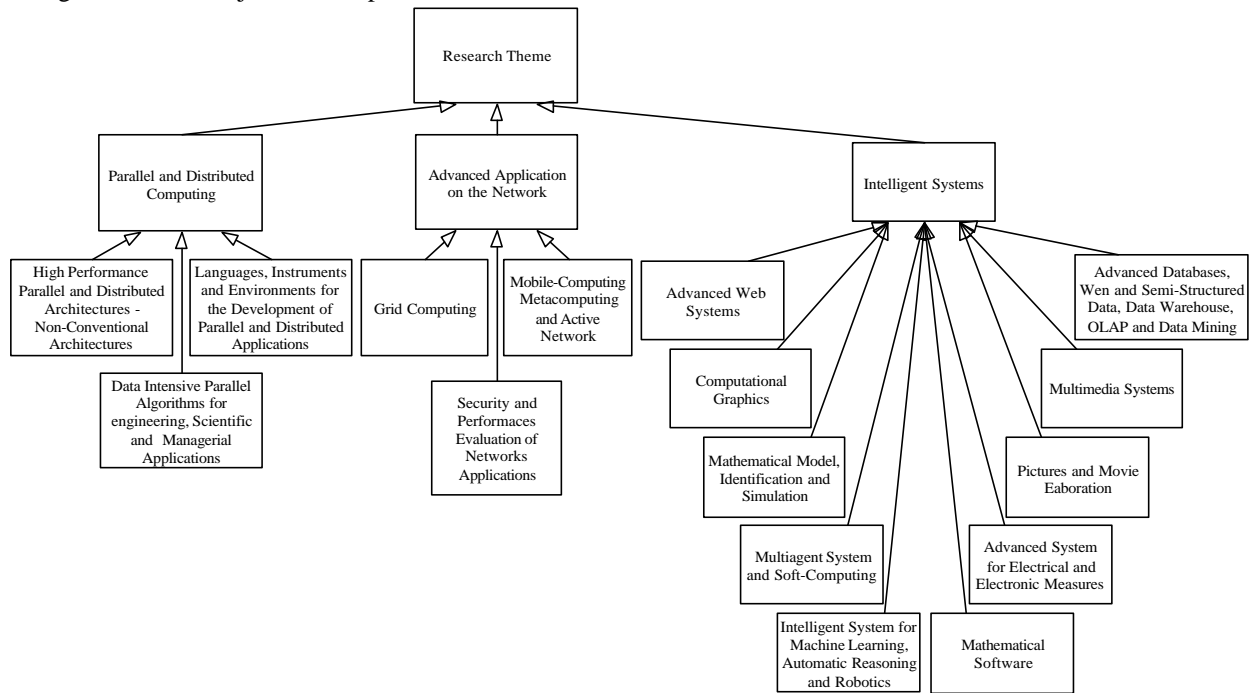 Research Theme
Parallel and Distributed
Computing
Advanced Application
on the Network
Intelligent Systems
High Performance
Parallel and Distributed
Architectures -
Non-Conventional
Architectures
Languages, Instruments
and Environments for
the Development of
Parallel and Distributed
Applications
Data Intensive Parallel
Algorithms for
engineering, Scientific
and Managerial
Applications
Grid Computing
Mobile-Computing
Metacomputing
and Active
Network
Security and
Performaces
Evaluation of
Networks
Applications
Advanced Web
Systems
Advanced Databases,
Wen and Semi-Structured
Data, Data Warehouse,
OLAP and Data Mining
Computational
Graphics
Multimedia Systems
Mathematical Model,
Identification and
Simulation
Pictures and Movie
Eaboration
Multiagent System
and Soft-Computing
Advanced System
for Electrical and
Electronic Measures
Intelligent System for
Machine Learning,
Automatic Reasoning
and Robotics
Mathematical
Software